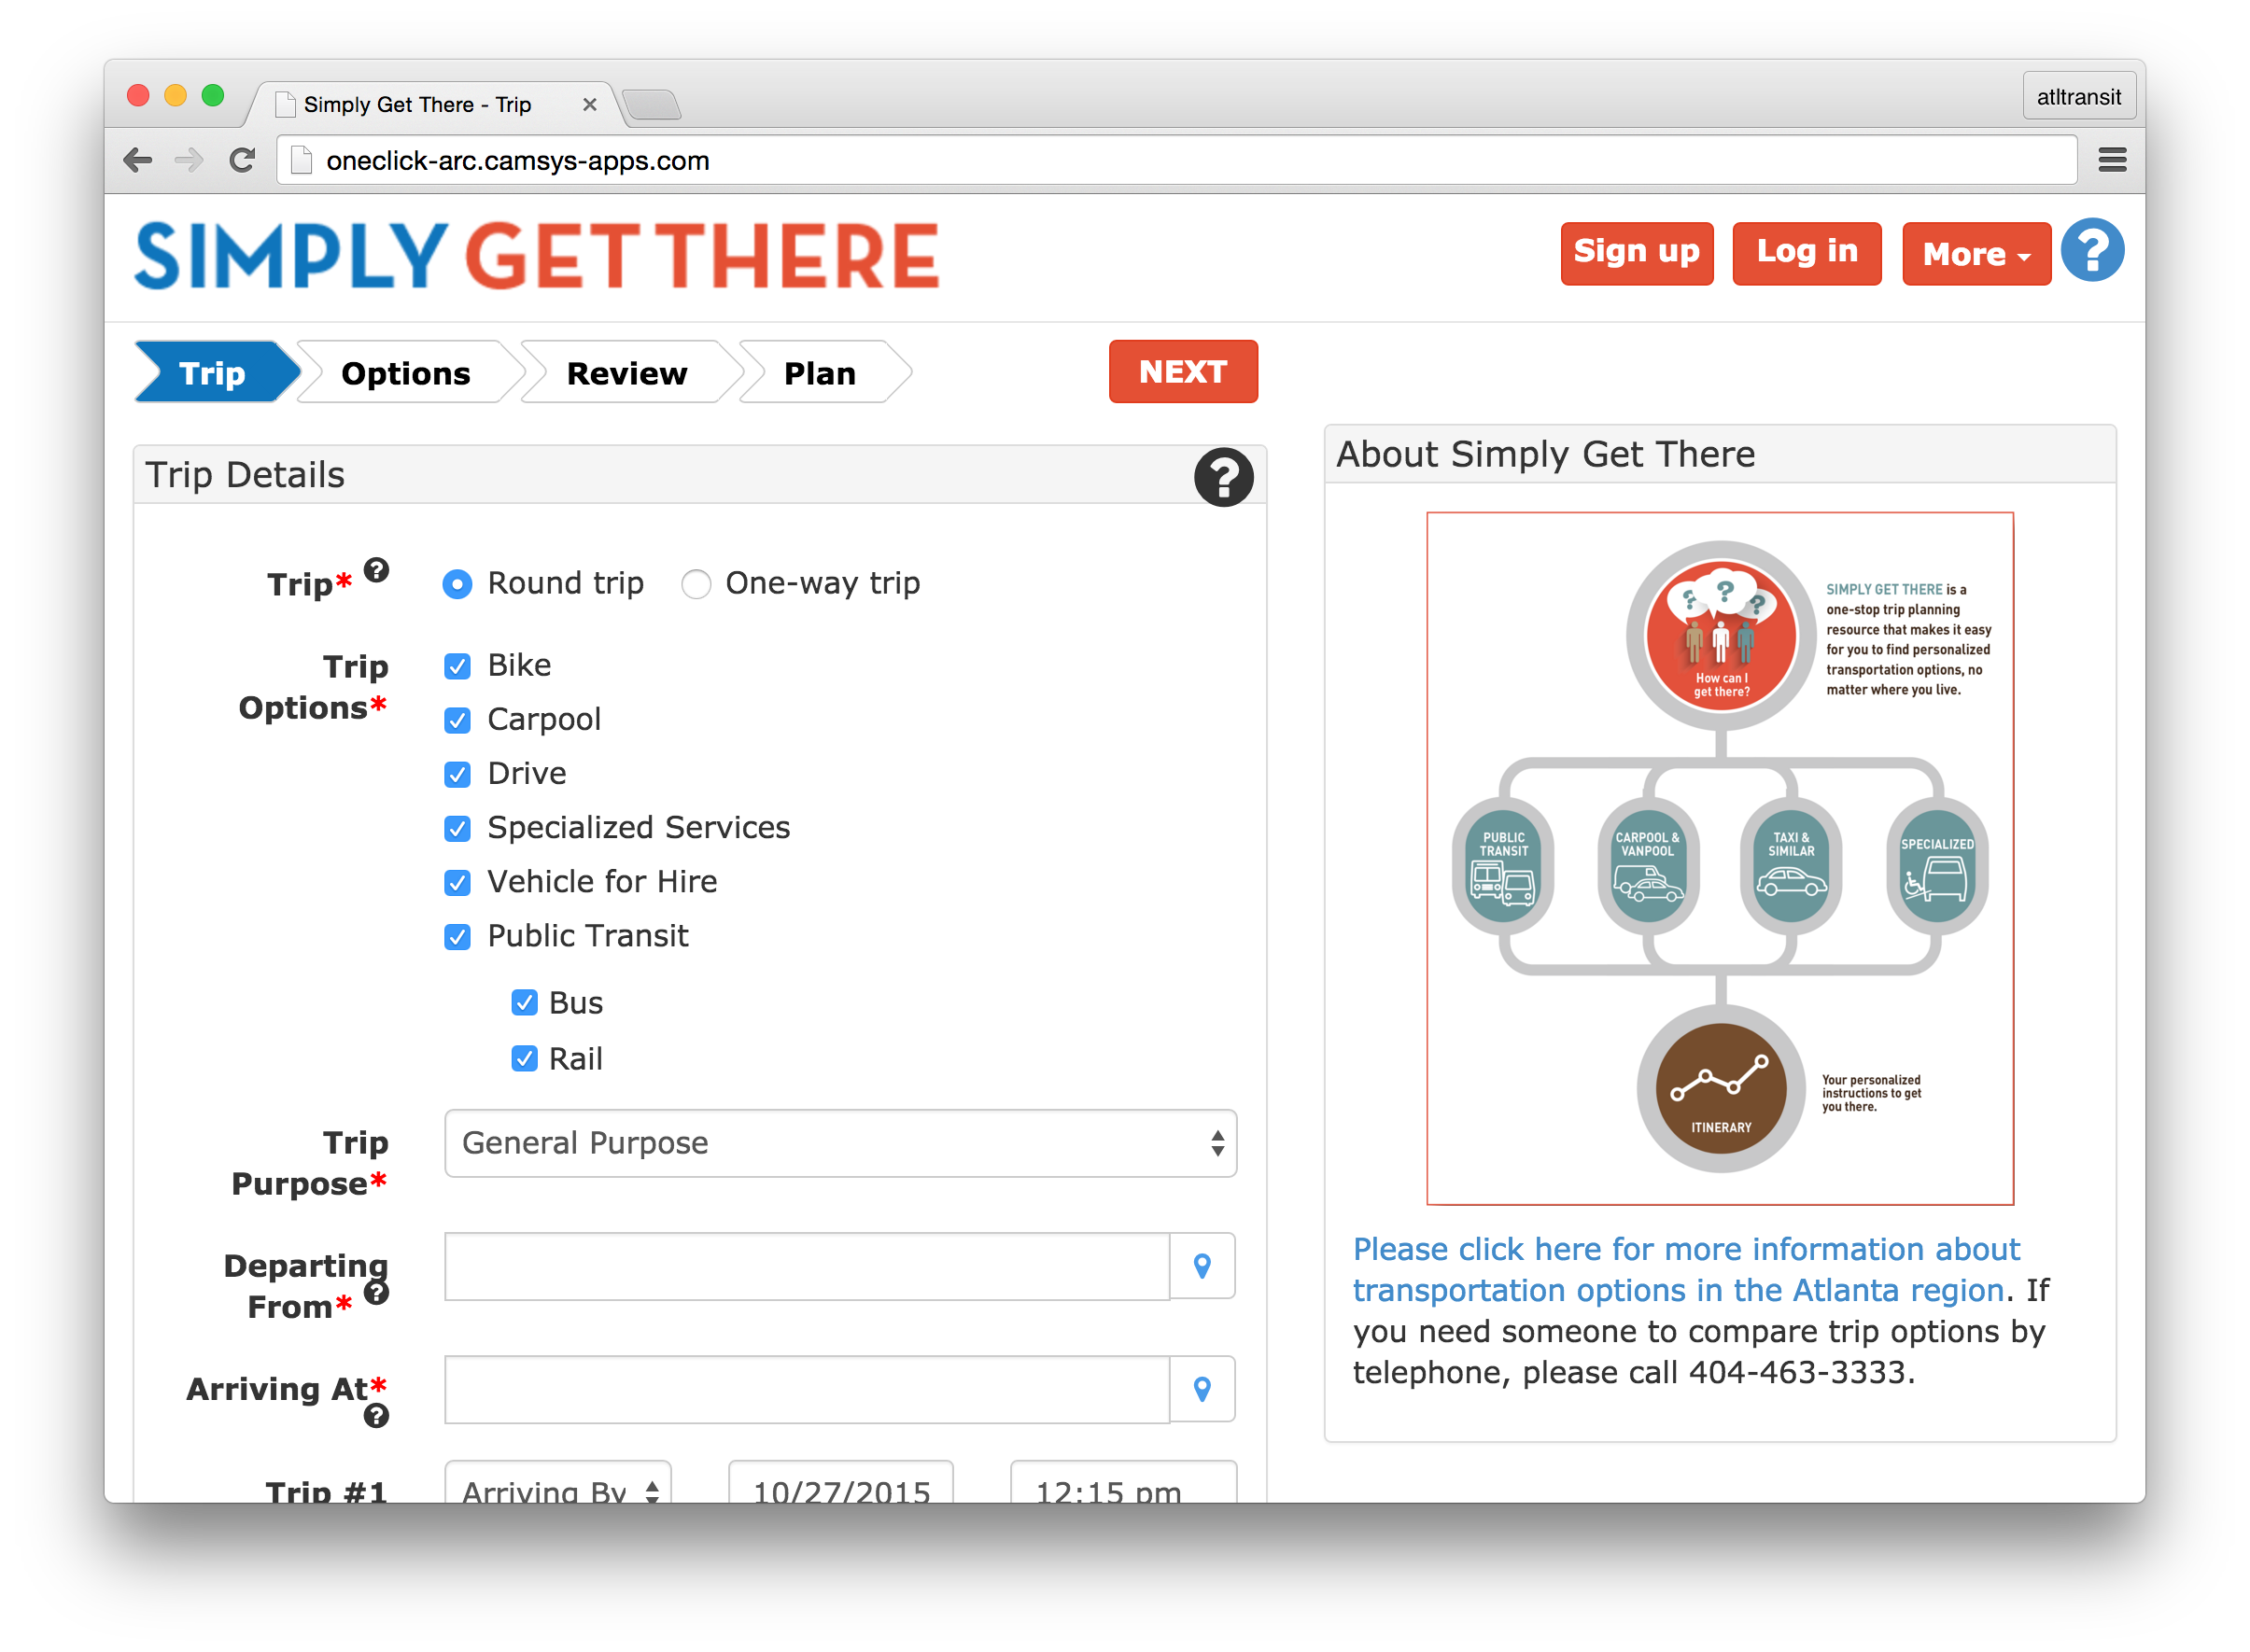 Simply Get There - Trip
atltransit
oneclick-arc.camsys-apps.com
SIMPLY GET THERE
Sign up
Log in
More
?
Trip
Options
Review
Plan
NEXT
Trip Details
?
Trip* ?
Round trip
One-way trip
Trip
Options*
Bike
Carpool
Drive
Specialized Services
Vehicle for Hire
Public Transit
Bus
Rail
Trip
Purpose*
General Purpose
Departing
From* ?
Arriving At*
?
Trip #1
Arriving By
10/27/2015
12:15 pm
About Simply Get There
? ? ?
How can I
get there?
SIMPLY GET THERE is a
one-stop trip planning
resource that makes it easy
for you to find personalized
transportation options, no
matter where you live.
PUBLIC
TRANSIT
CARPOOL &
VANPOOL
TAXI &
SIMILAR
SPECIALIZED
ITINERARY
Your personalized
instructions to get
you there.
Please click here for more information about
transportation options in the Atlanta region. If
you need someone to compare trip options by
telephone, please call 404-463-3333.